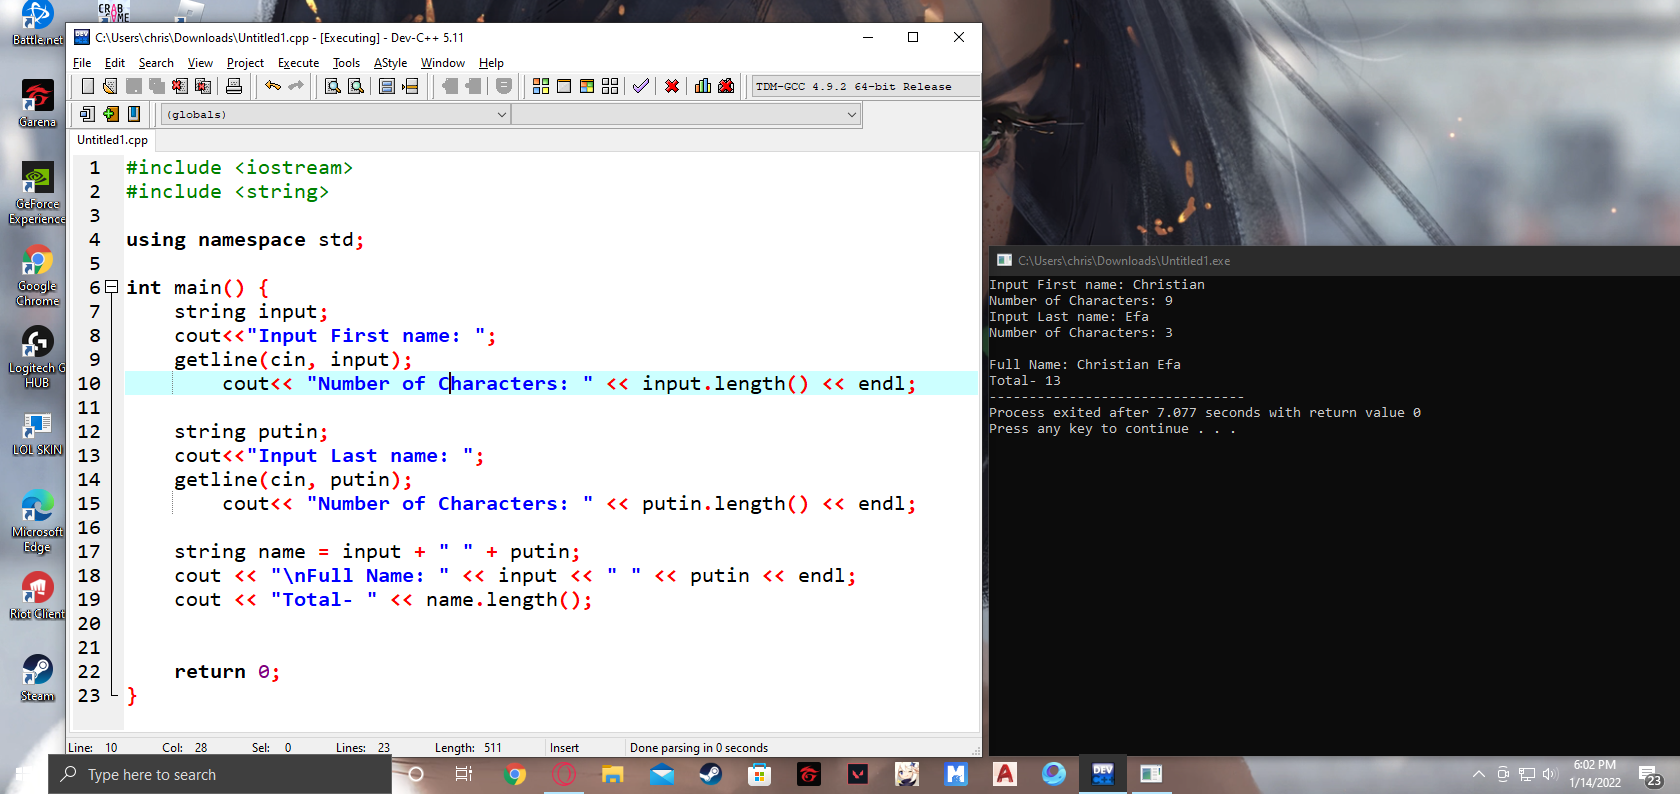 Battle.net
CRAB GAME
Garena
GeForce
Experience
Google
Chrome
Logitech G
HUB
LOL SKIN
Microsoft
Edge
Riot Client
Steam
C:\Users\chris\Downloads\Untitled1.cpp - [Executing] - Dev-C++ 5.11
File Edit Search View Project Execute Tools AStyle Window Help
TDM-GCC 4.9.2 64-bit Release
(globals)
Untitled1.cpp
1 #include <iostream>
2 #include <string>
3
4 using namespace std;
5
6 int main() {
7 string input;
8 cout<<"Input First name: ";
9 getline(cin, input);
10 cout<< "Number of Characters: " << input.length() << endl;
11
12 string putin;
13 cout<<"Input Last name: ";
14 getline(cin, putin);
15 cout<< "Number of Characters: " << putin.length() << endl;
16
17 string name = input + " " + putin;
18 cout << "\nFull Name: " << input << " " << putin << endl;
19 cout << "Total- " << name.length();
20
21
22 return 0;
23 }
Line: 10 Col: 28 Sel: 0 Lines: 23 Length: 511 Insert Done parsing in 0 seconds
C:\Users\chris\Downloads\Untitled1.exe
Input First name: Christian
Number of Characters: 9
Input Last name: Efa
Number of Characters: 3
Full Name: Christian Efa
Total- 13
--------------------------------
Process exited after 7.077 seconds with return value 0
Press any key to continue . . .
Type here to search
DEV
6:02 PM
1/14/2022
23